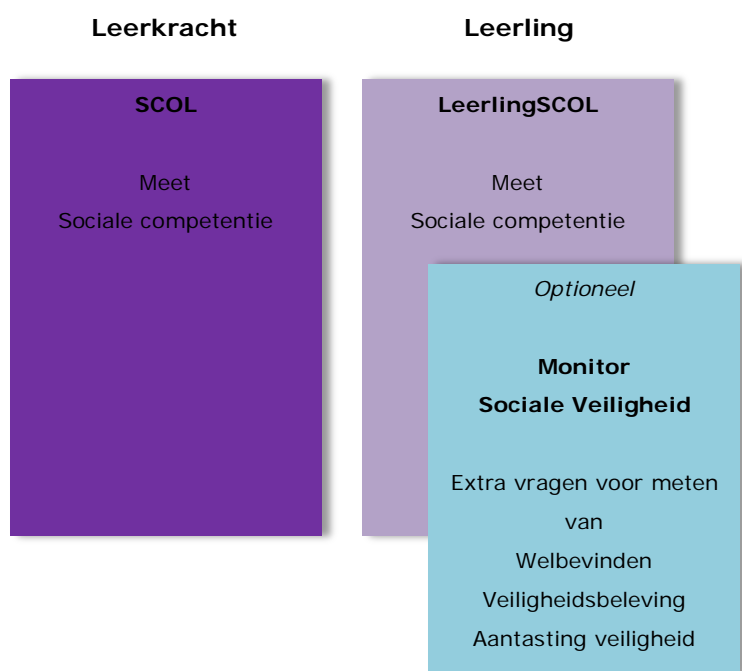 Leerkracht
SCOL
Meet
Sociale competentie
Leerling
LeerlingSCOL
Meet
Sociale competentie
Optioneel
Monitor
Sociale Veiligheid
Extra vragen voor meten
van
Welbevinden
Veiligheidsbeleving
Aantasting veiligheid